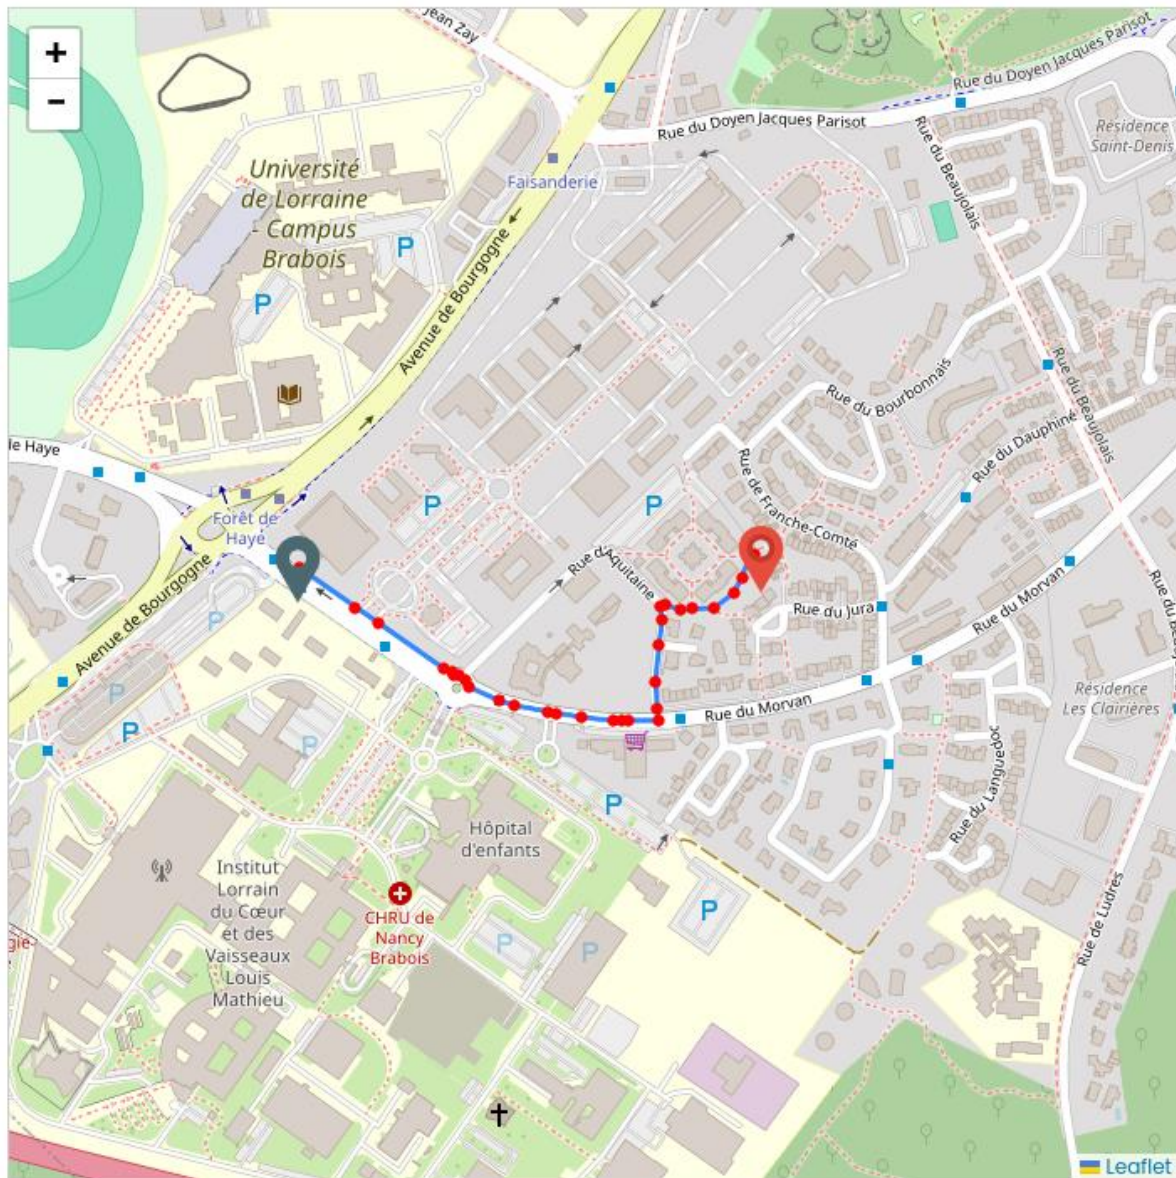 +
−
Jean Zay
Rue du Doyen Jacques Parisot
Rue du Doyen Jacques Parisot
Résidence
Saint-Denis
Rue du Beaujolais
Université
de Lorraine
- Campus
Brabois
Faisanderie
P
P
Avenue de Bourgogne
Rue du Beaujolais
Rue du Bourbonnais
Rue du Dauphiné
le Haye
Rue de Franche-Comté
P
P
Forêt de
Haye
Rue d'Aquitaine
Avenue de Bourgogne
P
Rue du Jura
Rue du Morvan
P
P
P
Rue du Morvan
Résidence
Les Clairières
Rue du Languedoc
P
Hôpital
d'enfants
Institut
Lorrain
du Cœur
et des
Vaisseaux
Louis
Mathieu
CHRU de
Nancy
Brabois
P
P
P
Rue de Ludres
gie-
Leaflet